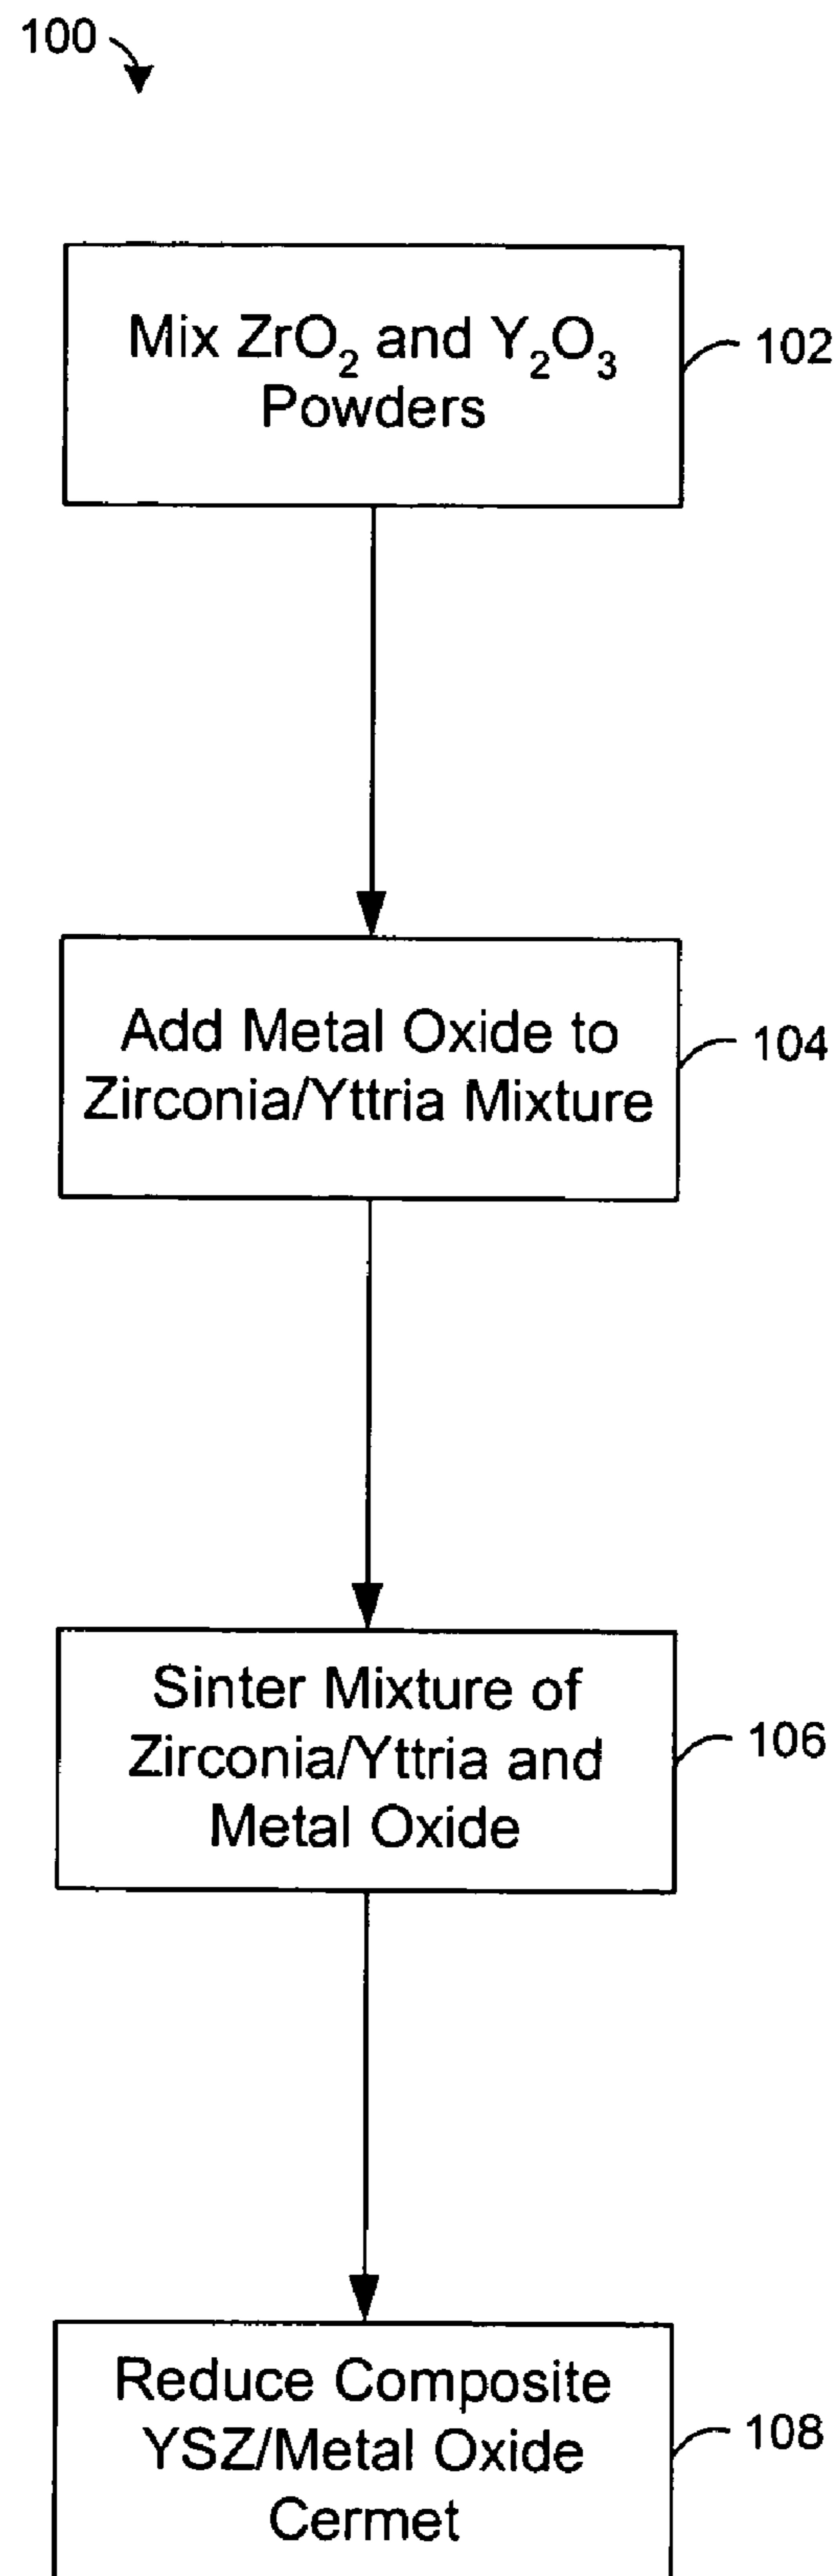 100
Mix ZrO₂ and Y₂O₃
Powders
102
Add Metal Oxide to
Zirconia/Yttria Mixture
104
Sinter Mixture of
Zirconia/Yttria and
Metal Oxide
106
Reduce Composite
YSZ/Metal Oxide
Cermet
108